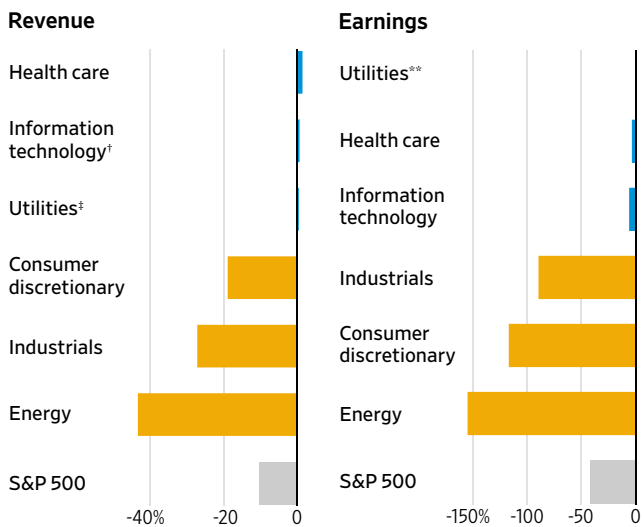 Revenue
Health care
Information
technology†
Utilities‡
Consumer
discretionary
Industrials
Energy
S&P 500
-40%
-20
0
Earnings
Utilities**
Health care
Information
technology
Industrials
Consumer
discretionary
Energy
S&P 500
-150%
-100
-50
0